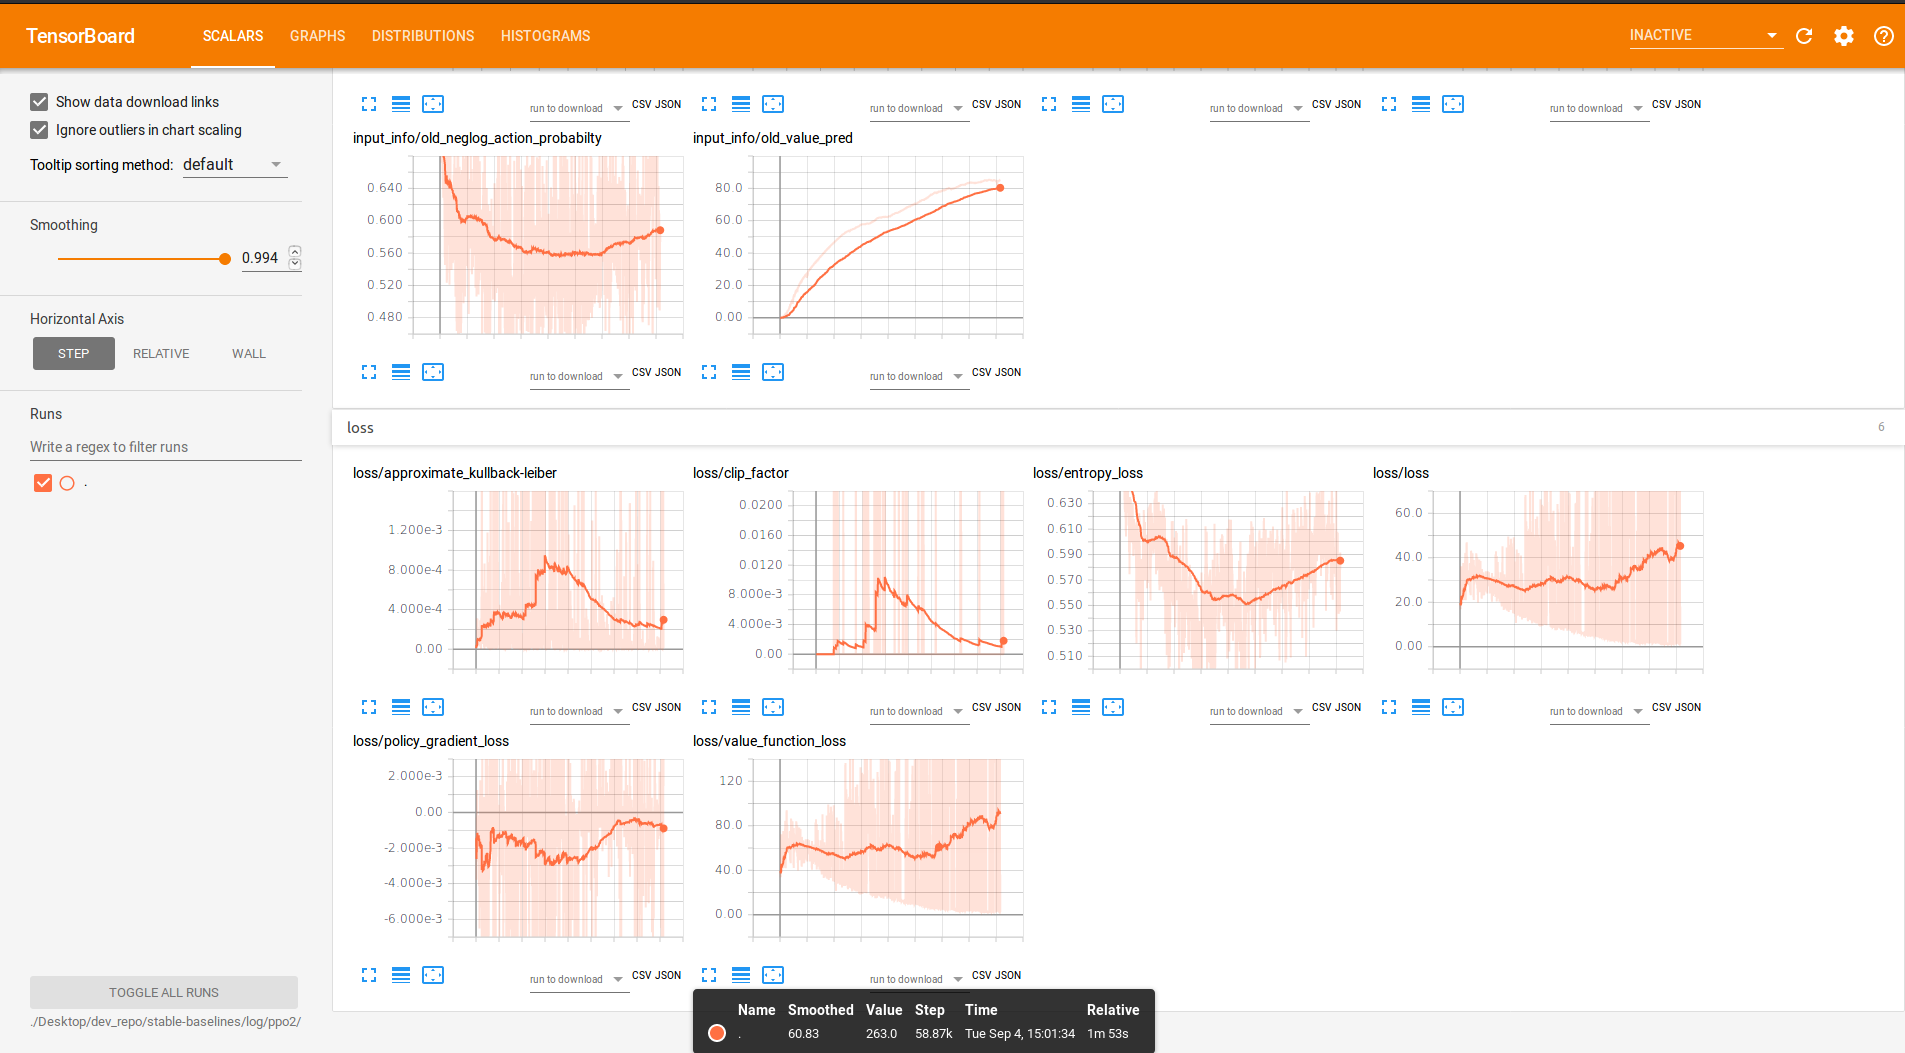 TensorBoard
SCALARS GRAPHS DISTRIBUTIONS HISTOGRAMS
INACTIVE
Show data download links
Ignore outliers in chart scaling
Tooltip sorting method: default
Smoothing
0.994
Horizontal Axis
STEP RELATIVE WALL
Runs
Write a regex to filter runs
.
TOGGLE ALL RUNS
./Desktop/dev_repo/stable-baselines/log/ppo2/
run to download CSV JSON run to download CSV JSON run to download CSV JSON run to download CSV JSON
input_info/old_neglog_action_probabilty
0.640
0.600
0.560
0.520
0.480
run to download CSV JSON
input_info/old_value_pred
80.0
60.0
40.0
20.0
0.00
run to download CSV JSON
loss 6
loss/approximate_kullback-leiber
1.200e-3
8.000e-4
4.000e-4
0.00
run to download CSV JSON
loss/clip_factor
0.0200
0.0160
0.0120
8.000e-3
4.000e-3
0.00
run to download CSV JSON
loss/entropy_loss
0.630
0.610
0.590
0.570
0.550
0.530
0.510
run to download CSV JSON
loss/loss
60.0
40.0
20.0
0.00
run to download CSV JSON
loss/policy_gradient_loss
2.000e-3
0.00
-2.000e-3
-4.000e-3
-6.000e-3
run to download CSV JSON
loss/value_function_loss
120
80.0
40.0
0.00
run to download CSV JSON
Name Smoothed Value Step Time Relative
. 60.83 263.0 58.87k Tue Sep 4, 15:01:34 1m 53s